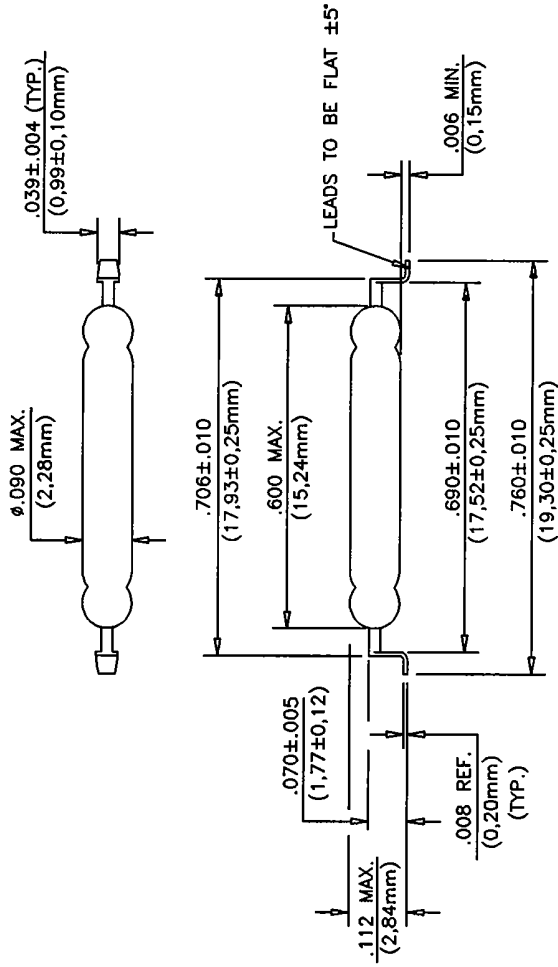 .039±.004 (TYP.)
(0,99±0,10mm)
ø.090 MAX.
(2,28mm)
LEADS TO BE FLAT ±5°
.006 MIN.
(0,15mm)
.706±.010
(17,93±0,25mm)
.600 MAX.
(15,24mm)
.690±.010
(17,52±0,25mm)
.760±.010
(19,30±0,25mm)
.070±.005
(1,77±0,12)
.008 REF.
(0,20mm)
(TYP.)
.112 MAX.
(2,84mm)